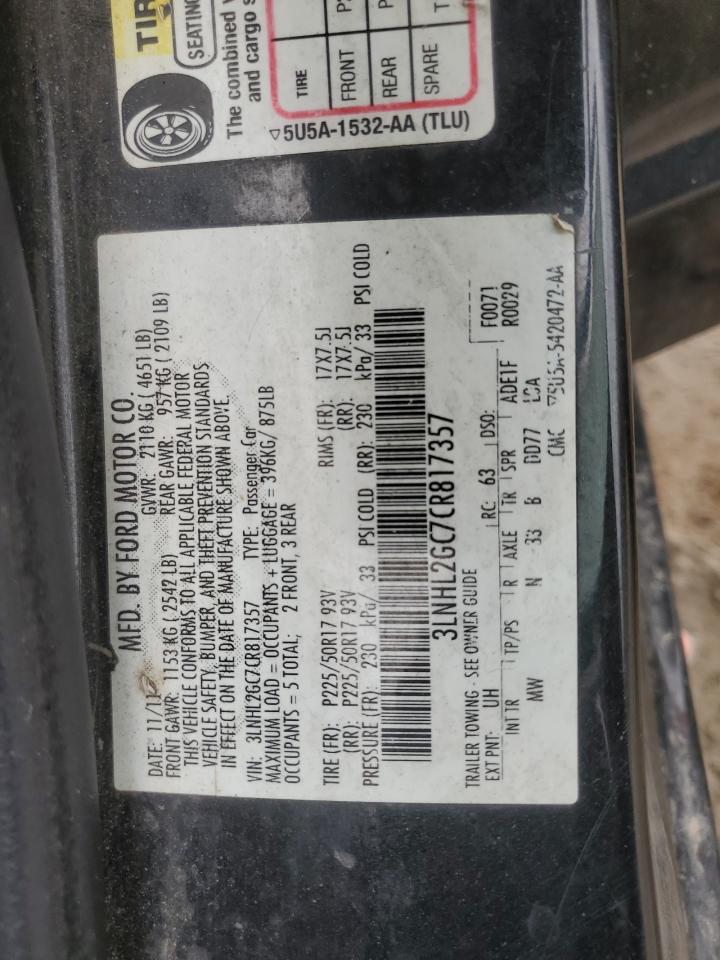 TIR
SEATING
The combined
and cargo s
TIRE
FRONT P2
REAR P
SPARE T
5U5A-1532-AA (TLU)
MFD. BY FORD MOTOR CO.
DATE: GVWR: 2110 KG ( 4651 LB)
FRONT GAWR: 1153 KG ( 2542 LB) REAR GAWR: 957 KG ( 2109 LB)
THIS VEHICLE CONFORMS TO ALL APPLICABLE FEDERAL MOTOR
VEHICLE SAFETY, BUMPER, AND THEFT PREVENTION STANDARDS
IN EFFECT ON THE DATE OF MANUFACTURE SHOWN ABOVE.
VIN: 3LNHL2GC7CR817357 TYPE: Passenger Car
MAXIMUM LOAD = OCCUPANTS + LUGGAGE = 396KG/ 875LB
OCCUPANTS = 5 TOTAL; 2 FRONT, 3 REAR
TIRE (FR): P225/50R17 93V RIMS (FR): 17X7.5J
(RR): P225/50R17 93V (RR): 17X7.5J
PRESSURE (FR): 230 kPa/ 33 PSI COLD (RR): 230 kPa/ 33 PSI COLD
3LNHL2GC7CR817357
TRAILER TOWING - SEE OWNER GUIDE
EXT PNT: UH RC: 63 DSO: F0071
INT TR TP/PS R AXLE TR SPR ADE1F R0029
MW N 33 B DD77
CMC 5U5A-5420472-AA